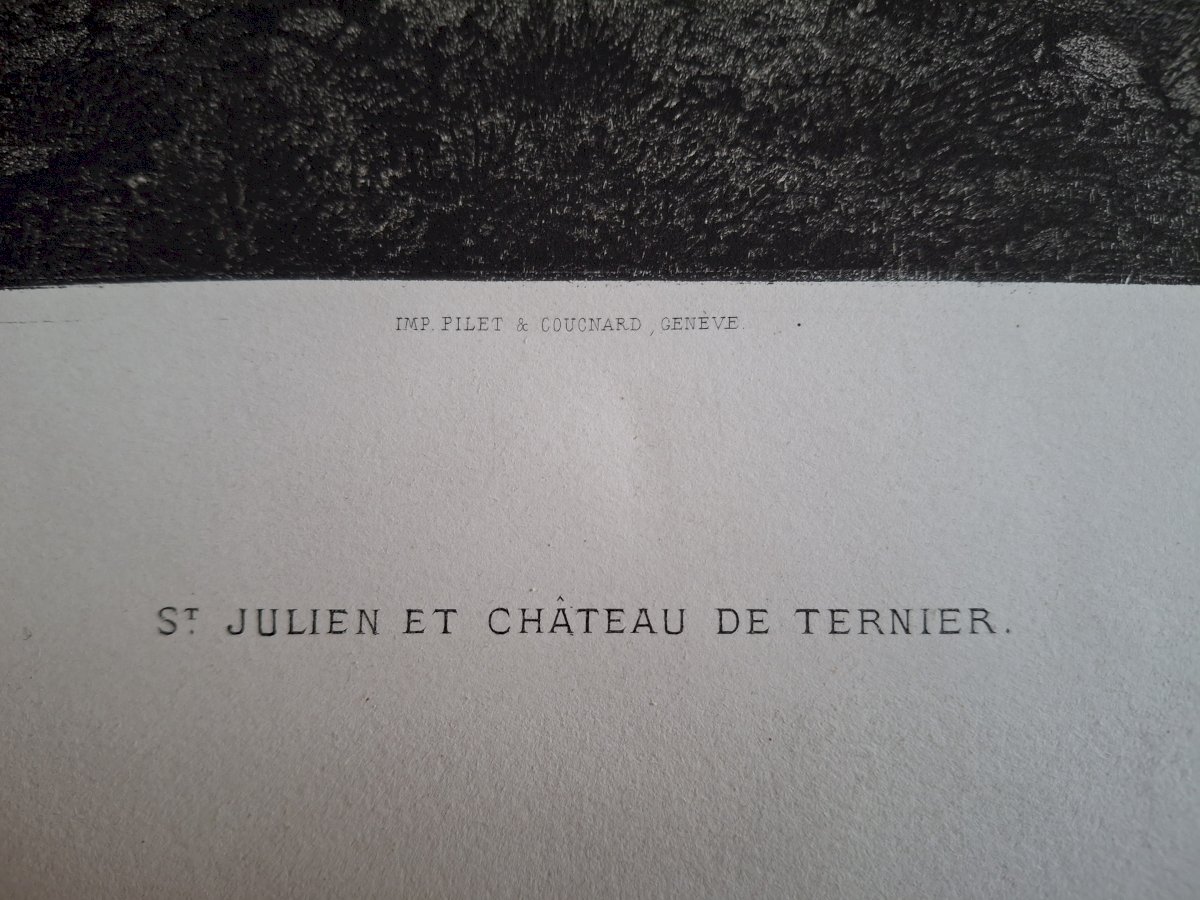 IMP. PILET & COUGNARD, GENÈVE.
ST JULIEN ET CHÂTEAU DE TERNIER.